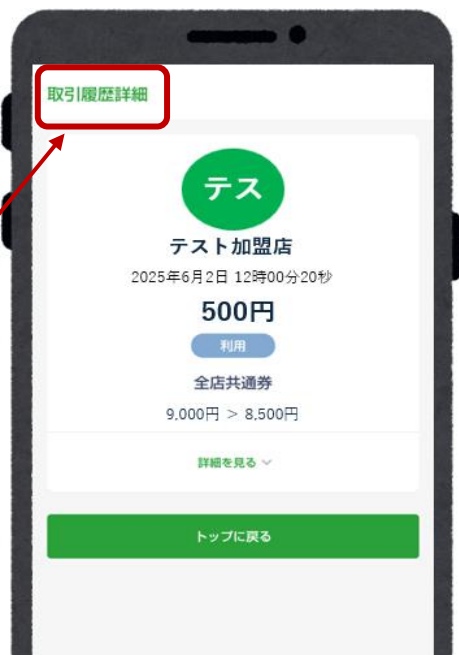 取引履歴詳細
テス
テスト加盟店
2025年6月2日 12時00分20秒
500円
利用
全店共通券
9,000円 > 8,500円
詳細を見る
トップに戻る